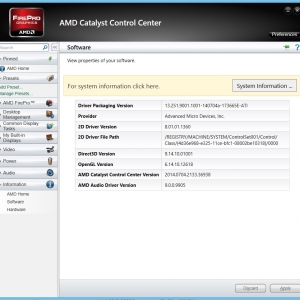 FIREPRO
GRAPHICS
AMD
AMD Catalyst Control Center
Preferences
Pinned
AMD Home
Presets
Add Preset...
Manage Presets...
AMD FirePro™
Desktop Management
Common Display Tasks
My Built-in Displays
Video
Power
Audio
Information
AMD Home
Software
Hardware
Software
View properties of your software.
For system information click here.
System Information ...
Driver Packaging Version 13.251.9001.1001-140704a-173665E-ATI
Provider Advanced Micro Devices, Inc.
2D Driver Version 8.01.01.1360
2D Driver File Path /REGISTRY/MACHINE/SYSTEM/ControlSet001/Control/
Class/{4d36e968-e325-11ce-bfc1-08002be10318}/0000
Direct3D Version 9.14.10.01001
OpenGL Version 6.14.10.12618
AMD Catalyst Control Center Version 2014.0704.2133.36938
AMD Audio Driver Version 9.0.0.9905
Discard
Apply